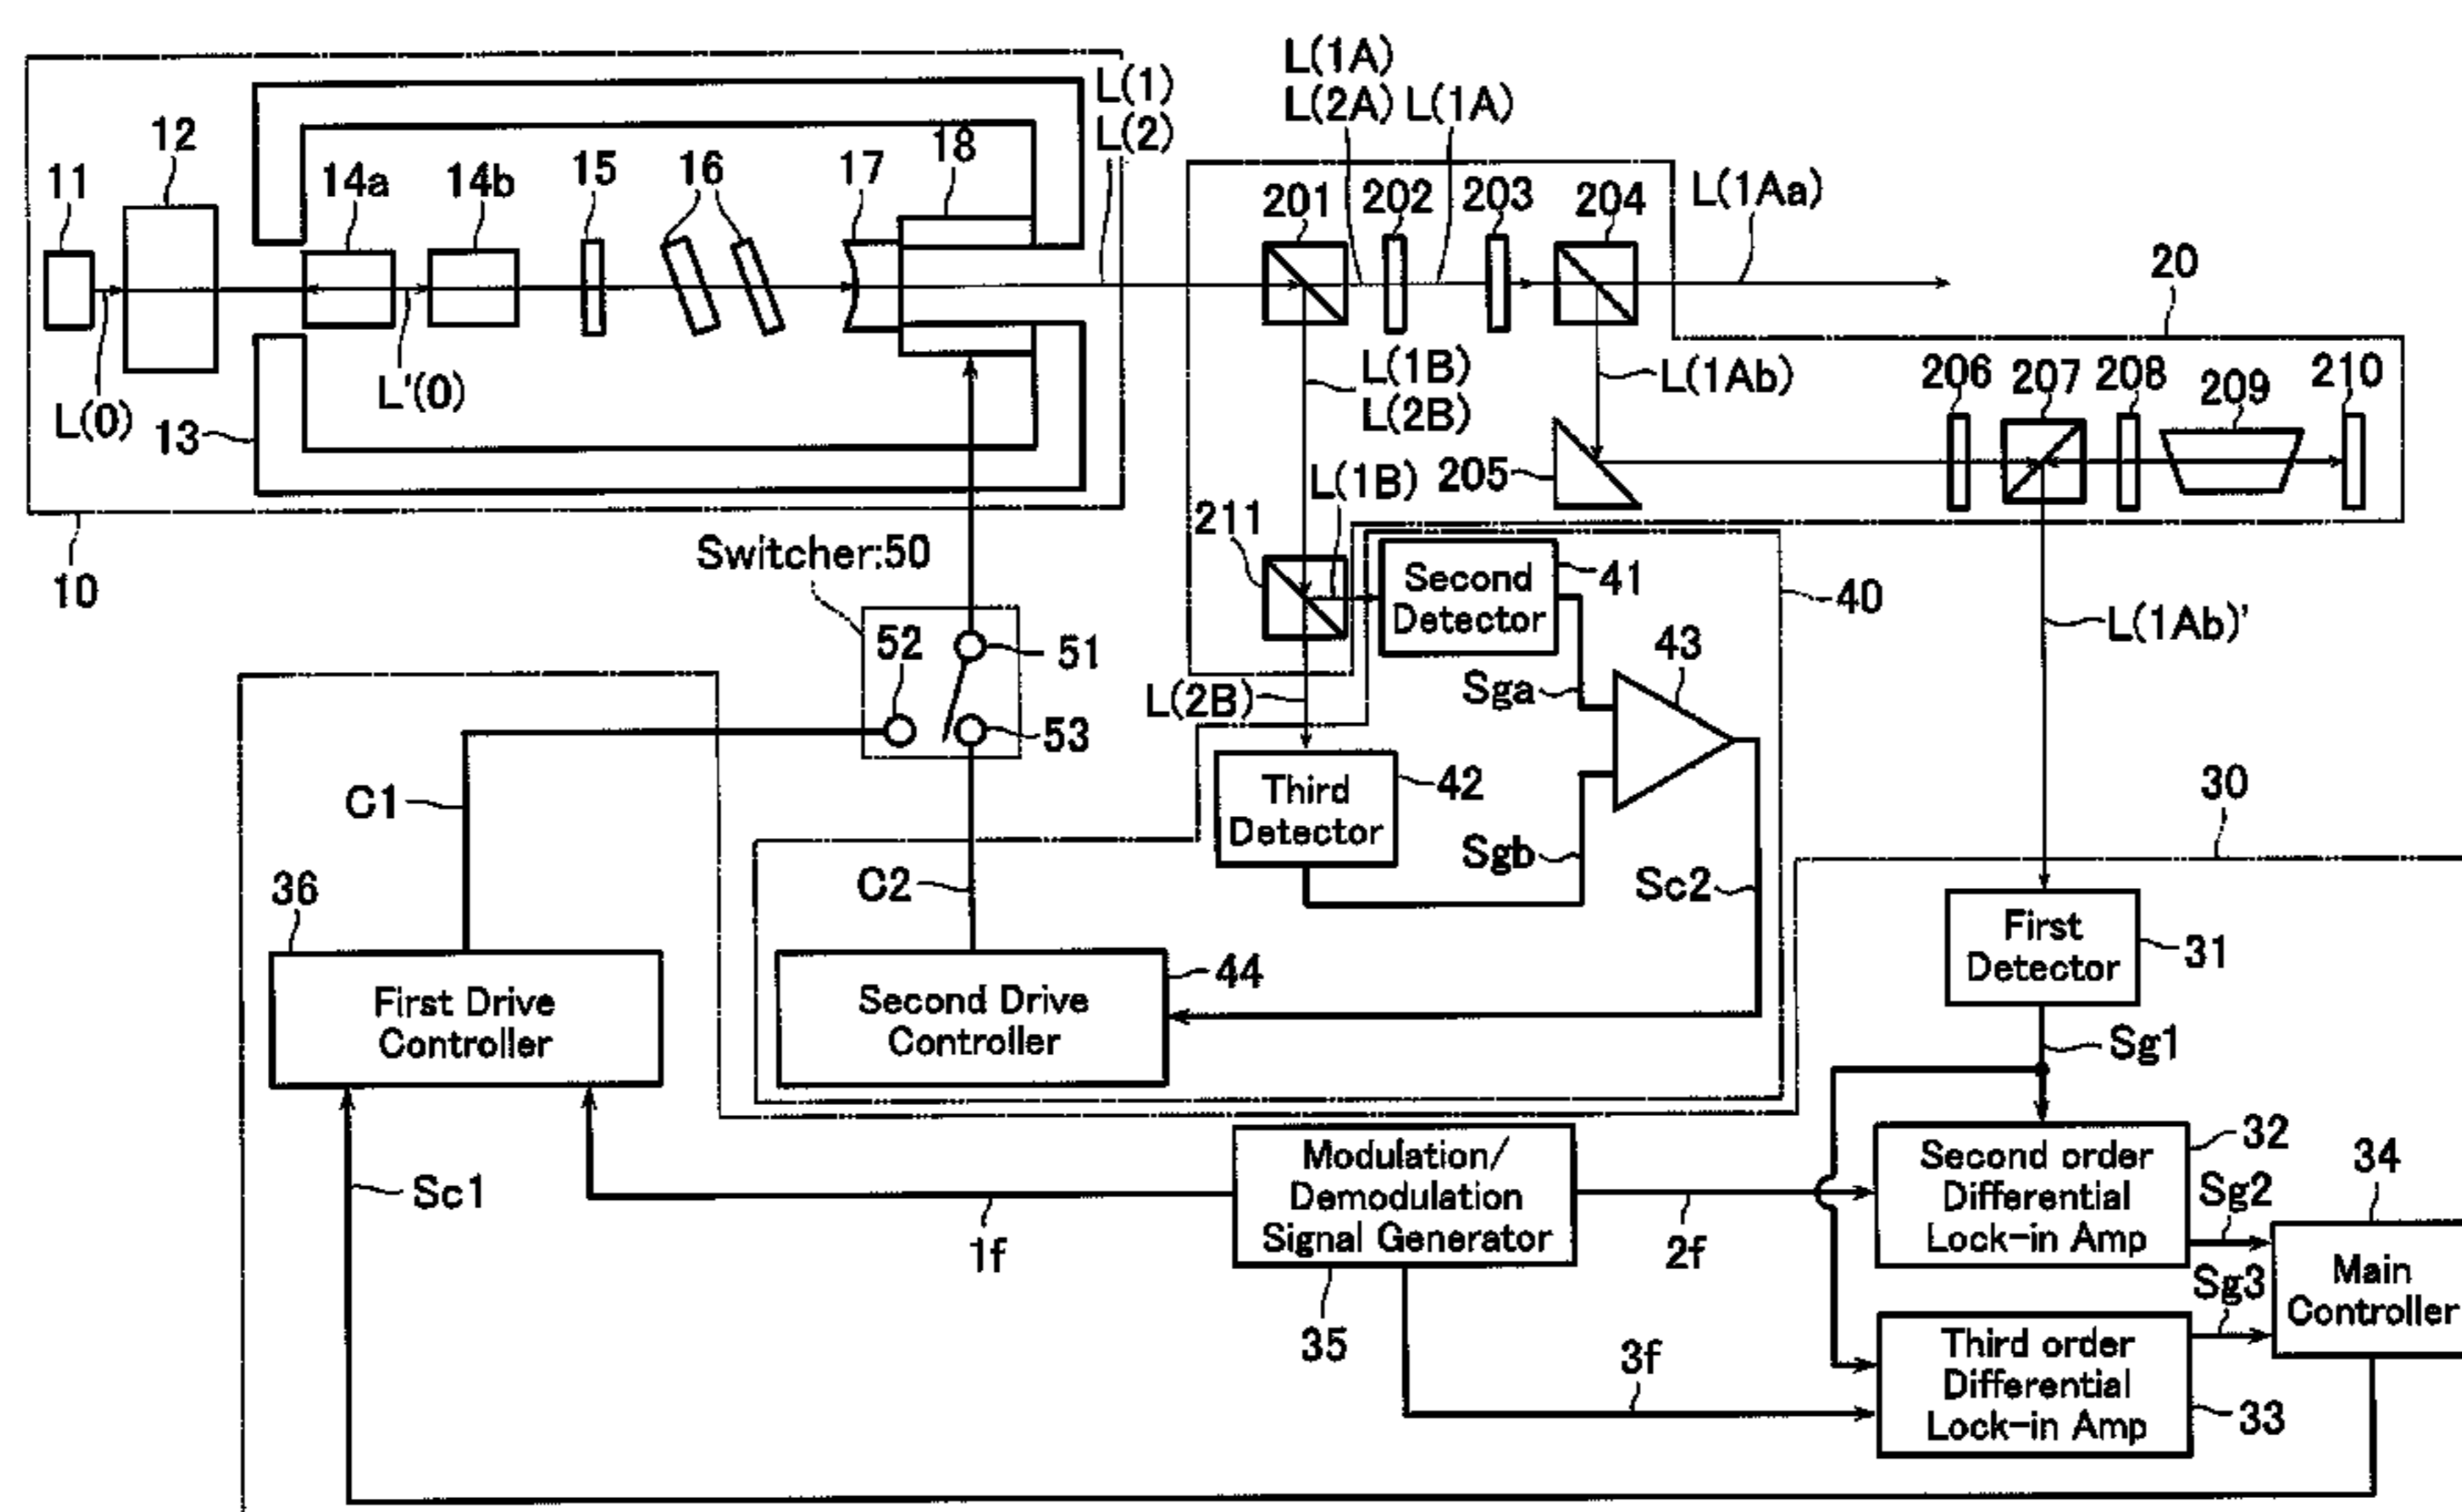 L(1A)
L(2A)
L(1A)
L(1)
L(2)
11
12
14a
14b
15
16
17
18
201
202
203
204
L(1Aa)
20
L(0)
13
L'(0)
L(1B)
L(2B)
L(1Ab)
206
207
208
209
210
205
L(1B)
211
10
Switcher:50
Second
Detector
41
40
52
51
53
L(2B)
Sga
43
L(1Ab)'
Third
Detector
42
Sgb
Sc2
30
C1
C2
36
First Drive
Controller
Second Drive
Controller
44
First
Detector
31
Sg1
Sc1
1f
Modulation/
Demodulation
Signal Generator
35
2f
3f
Second order
Differential
Lock-in Amp
32
Sg2
34
Main
Controller
Sg3
Third order
Differential
Lock-in Amp
33